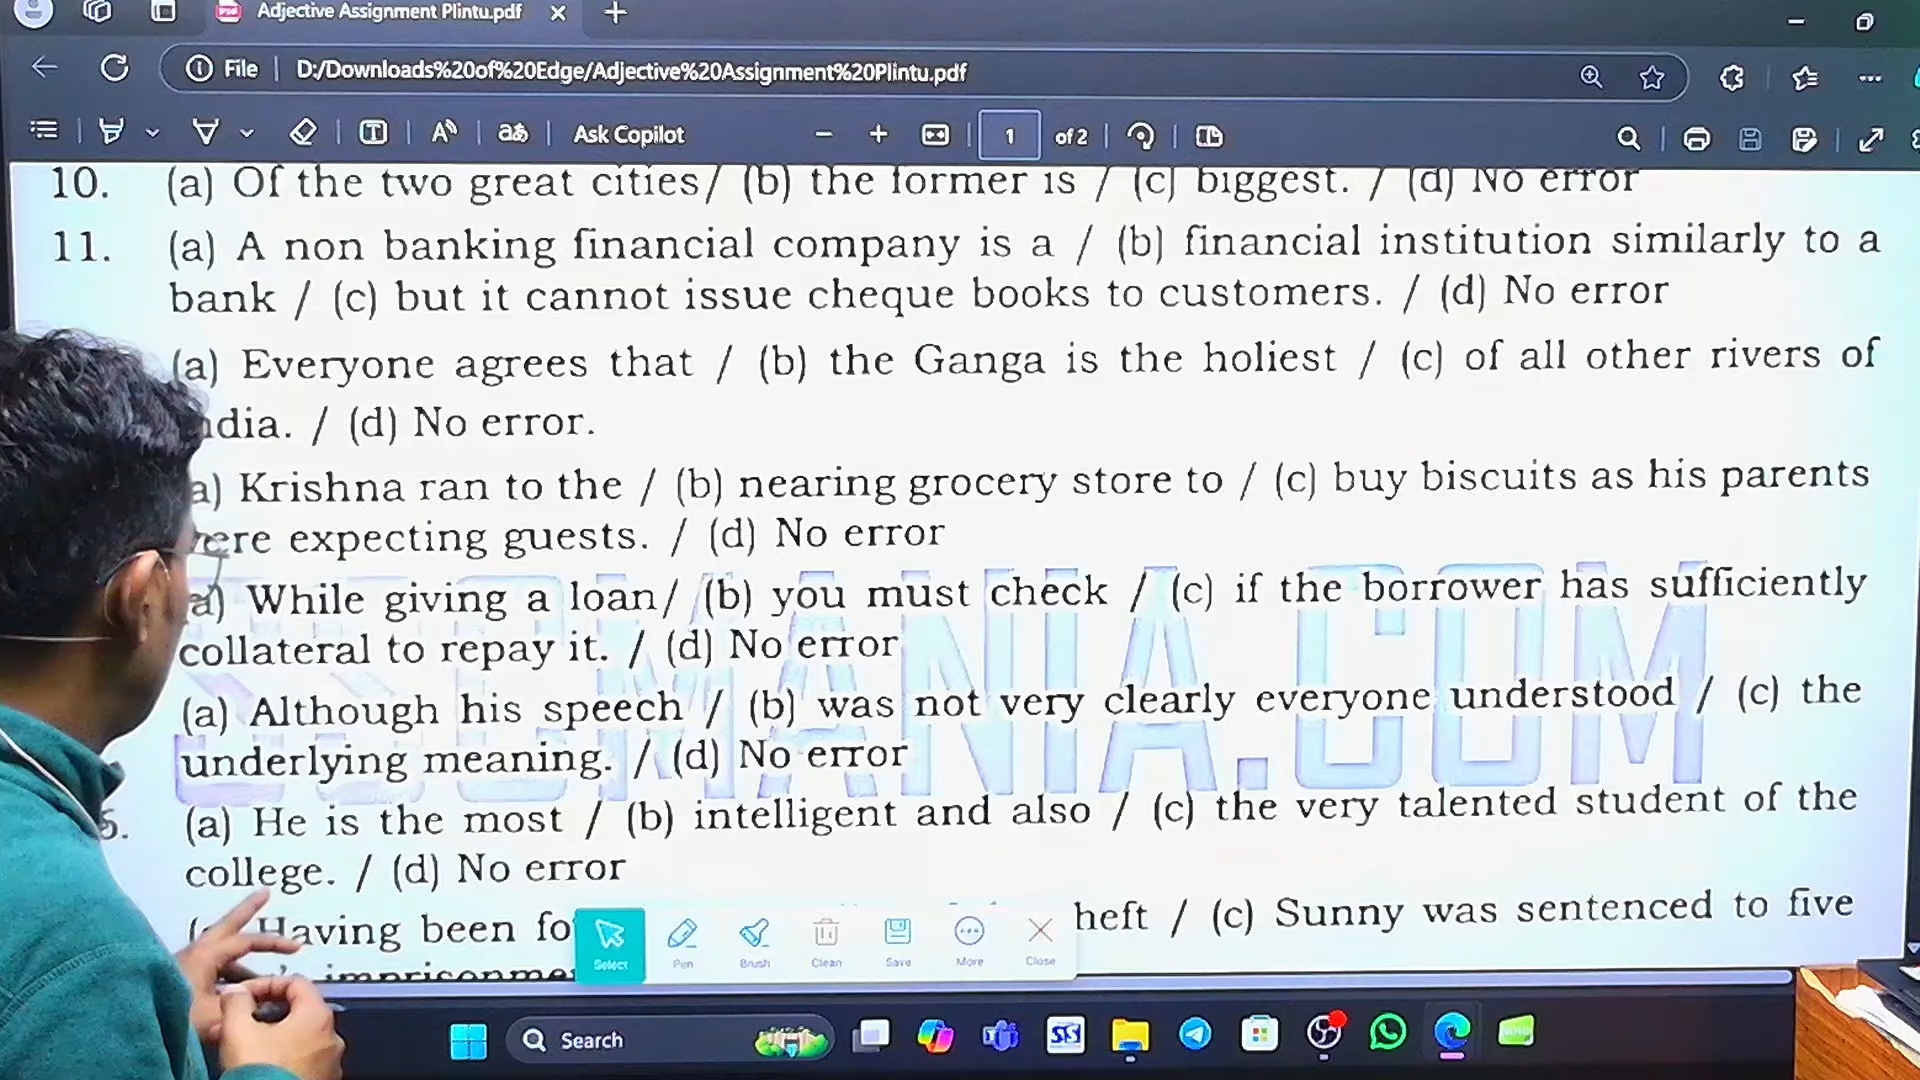 Adjective Assignment Plintu.pdf
File D:/Downloads%20of%20Edge/Adjective%20Assignment%20Plintu.pdf
Ask Copilot 1 of 2
10. (a) Of the two great cities/ (b) the former is / (c) biggest. / (d) No error
11. (a) A non banking financial company is a / (b) financial institution similarly to a
bank / (c) but it cannot issue cheque books to customers. / (d) No error
(a) Everyone agrees that / (b) the Ganga is the holiest / (c) of all other rivers of
dia. / (d) No error.
a) Krishna ran to the / (b) nearing grocery store to / (c) buy biscuits as his parents
ere expecting guests. / (d) No error
a) While giving a loan/ (b) you must check / (c) if the borrower has sufficiently
collateral to repay it. / (d) No error
(a) Although his speech / (b) was not very clearly everyone understood / (c) the
underlying meaning. / (d) No error
(a) He is the most / (b) intelligent and also / (c) the very talented student of the
college. / (d) No error
Having been fo heft / (c) Sunny was sentenced to five
SSCMANIA.COM
Select Pen Brush Clean Save More Close
Search